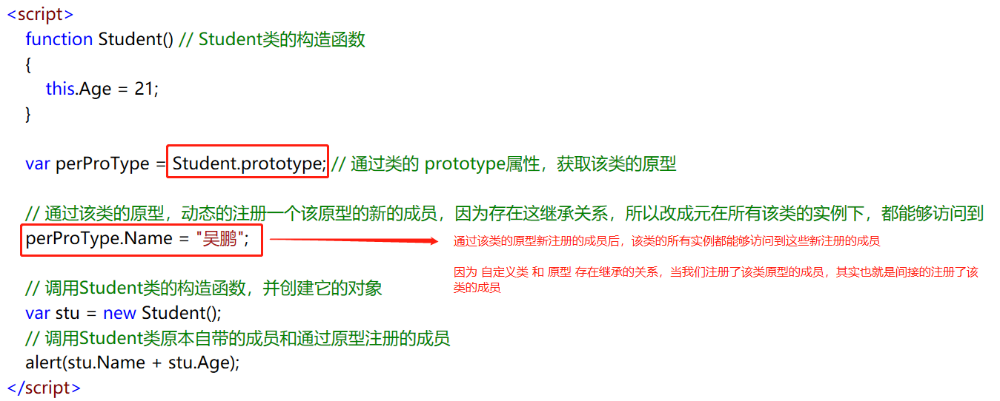 <script>
function Student() // Student类的构造函数
{
this.Age = 21;
}
var perProType = Student.prototype; // 通过类的 prototype属性，获取该类的原型
// 通过该类的原型，动态的注册一个该原型的新的成员，因为存在这继承关系，所以改成元在所有该类的实例下，都能够访问到
perProType.Name = "吴鹏";
通过该类的原型新注册的成员后，该类的所有实例都能够访问到这些新注册的成员
因为 自定义类 和 原型 存在继承的关系，当我们注册了该类原型的成员，其实也就是间接的注册了该
类的成员
// 调用Student类的构造函数，并创建它的对象
var stu = new Student();
// 调用Student类原本自带的成员和通过原型注册的成员
alert(stu.Name + stu.Age);
</script>